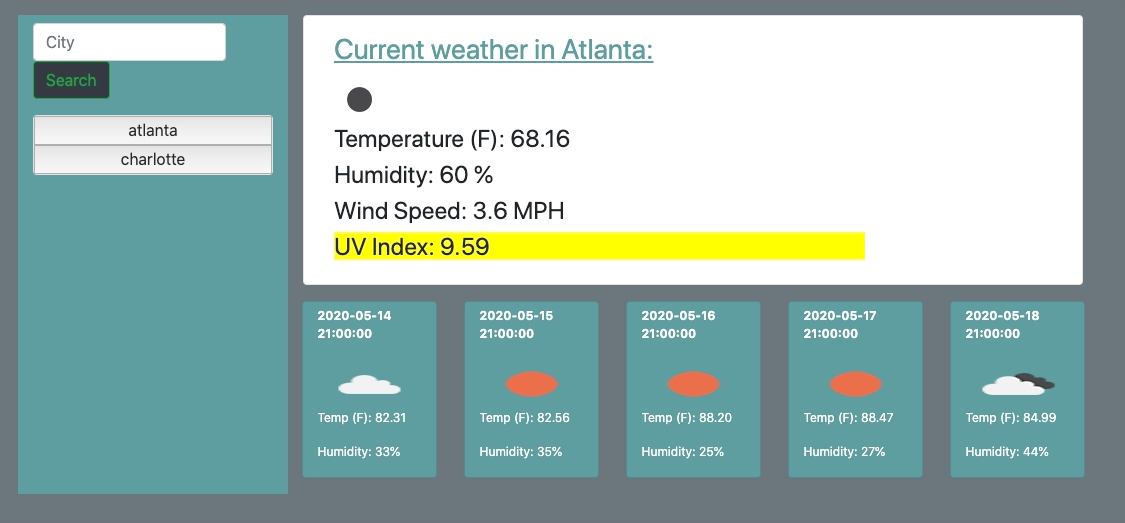 City
Search
atlanta
charlotte
Current weather in Atlanta:
Temperature (F): 68.16
Humidity: 60 %
Wind Speed: 3.6 MPH
UV Index: 9.59
2020-05-14
21:00:00
Temp (F): 82.31
Humidity: 33%
2020-05-15
21:00:00
Temp (F): 82.56
Humidity: 35%
2020-05-16
21:00:00
Temp (F): 88.20
Humidity: 25%
2020-05-17
21:00:00
Temp (F): 88.47
Humidity: 27%
2020-05-18
21:00:00
Temp (F): 84.99
Humidity: 44%